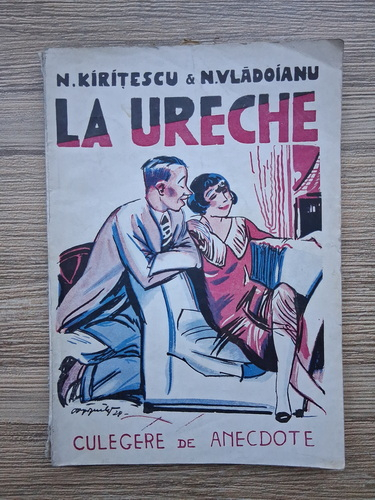 N. KIRIȚESCU & N. VLĂDOIANU
LA URECHE
CULEGERE DE ANECDOTE